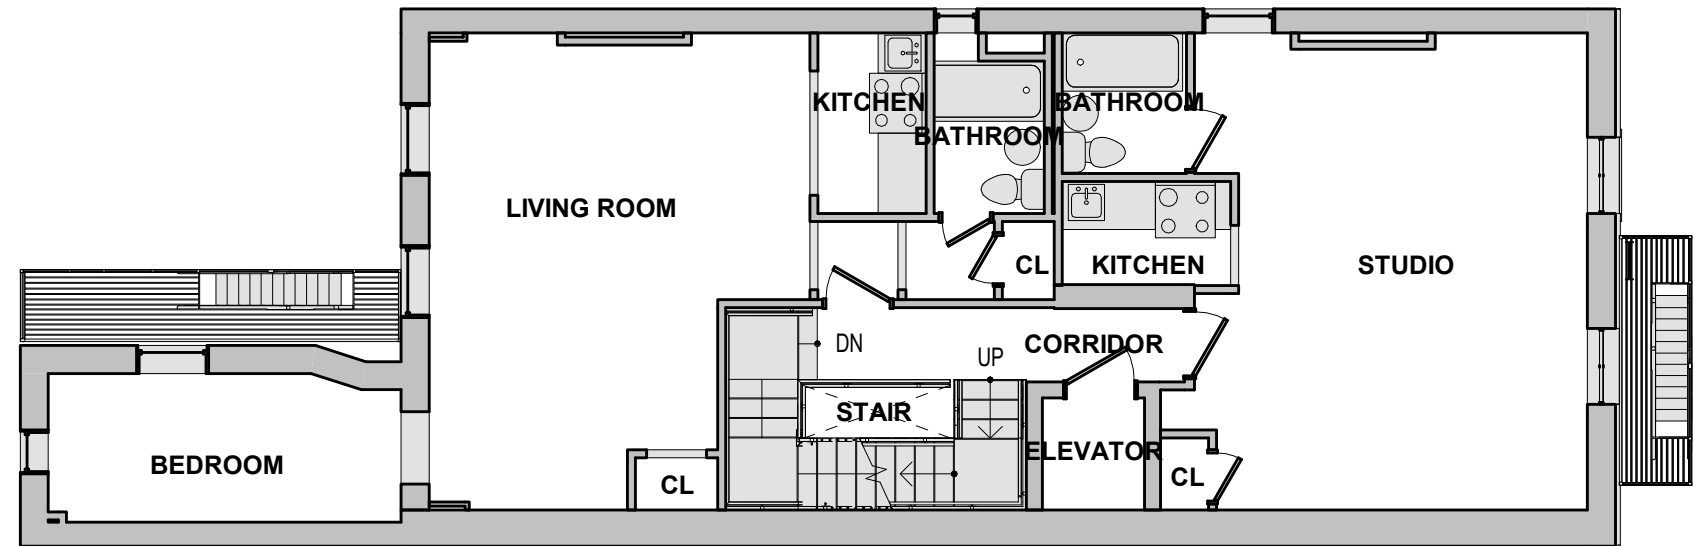 KITCHEN
BATHROOM
BATHROOM
LIVING ROOM
CL
KITCHEN
STUDIO
DN
UP
CORRIDOR
STAIR
BEDROOM
ELEVATOR
CL
CL